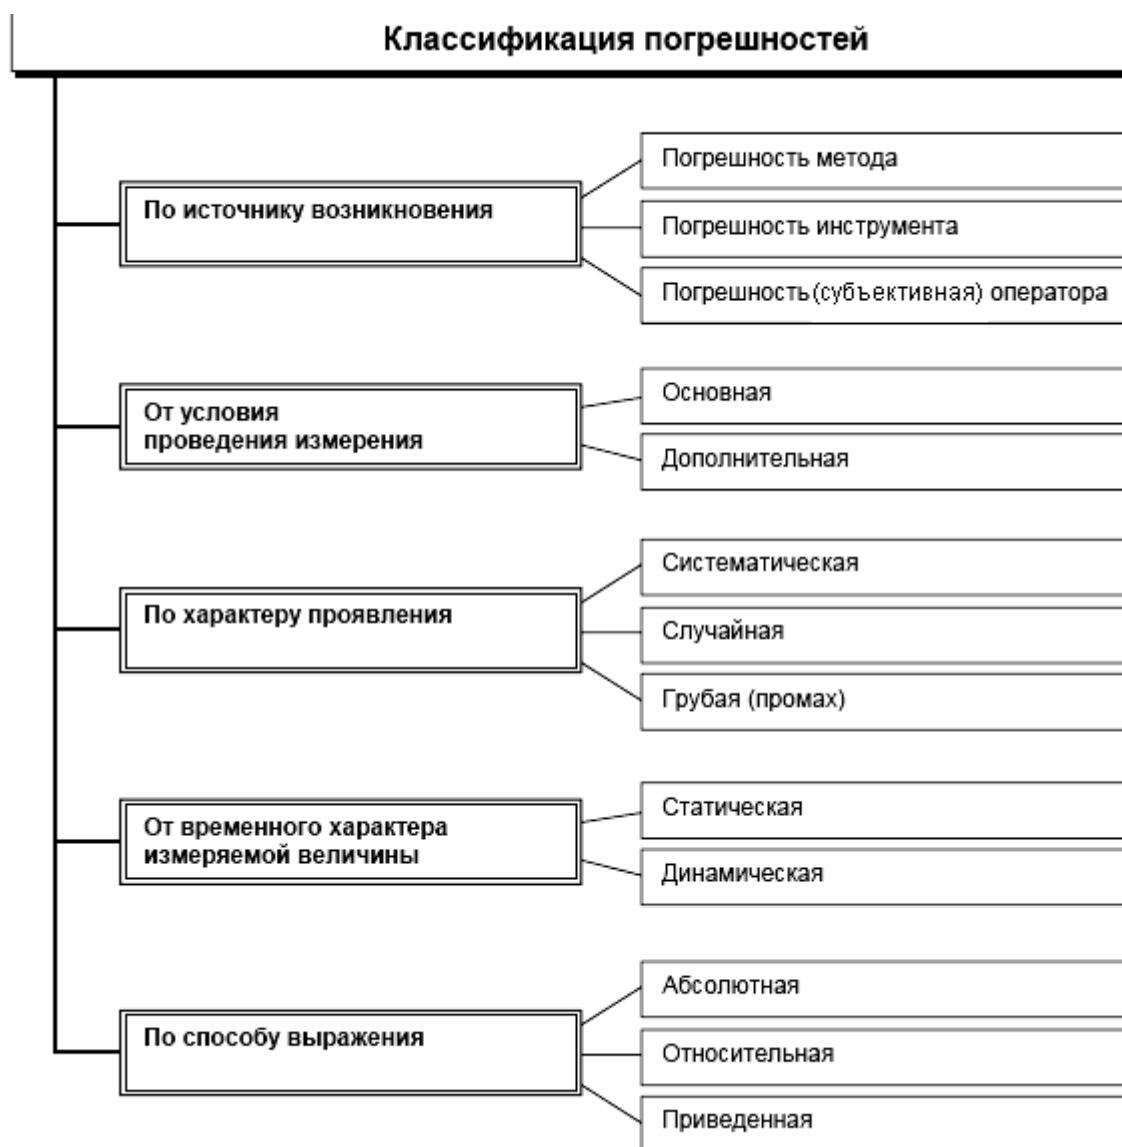 Классификация погрешностей
По источнику возникновения
Погрешность метода
Погрешность инструмента
Погрешность(субъективная) оператора
От условия
проведения измерения
Основная
Дополнительная
По характеру проявления
Систематическая
Случайная
Грубая (промах)
От временного характера
измеряемой величины
Статическая
Динамическая
По способу выражения
Абсолютная
Относительная
Приведенная